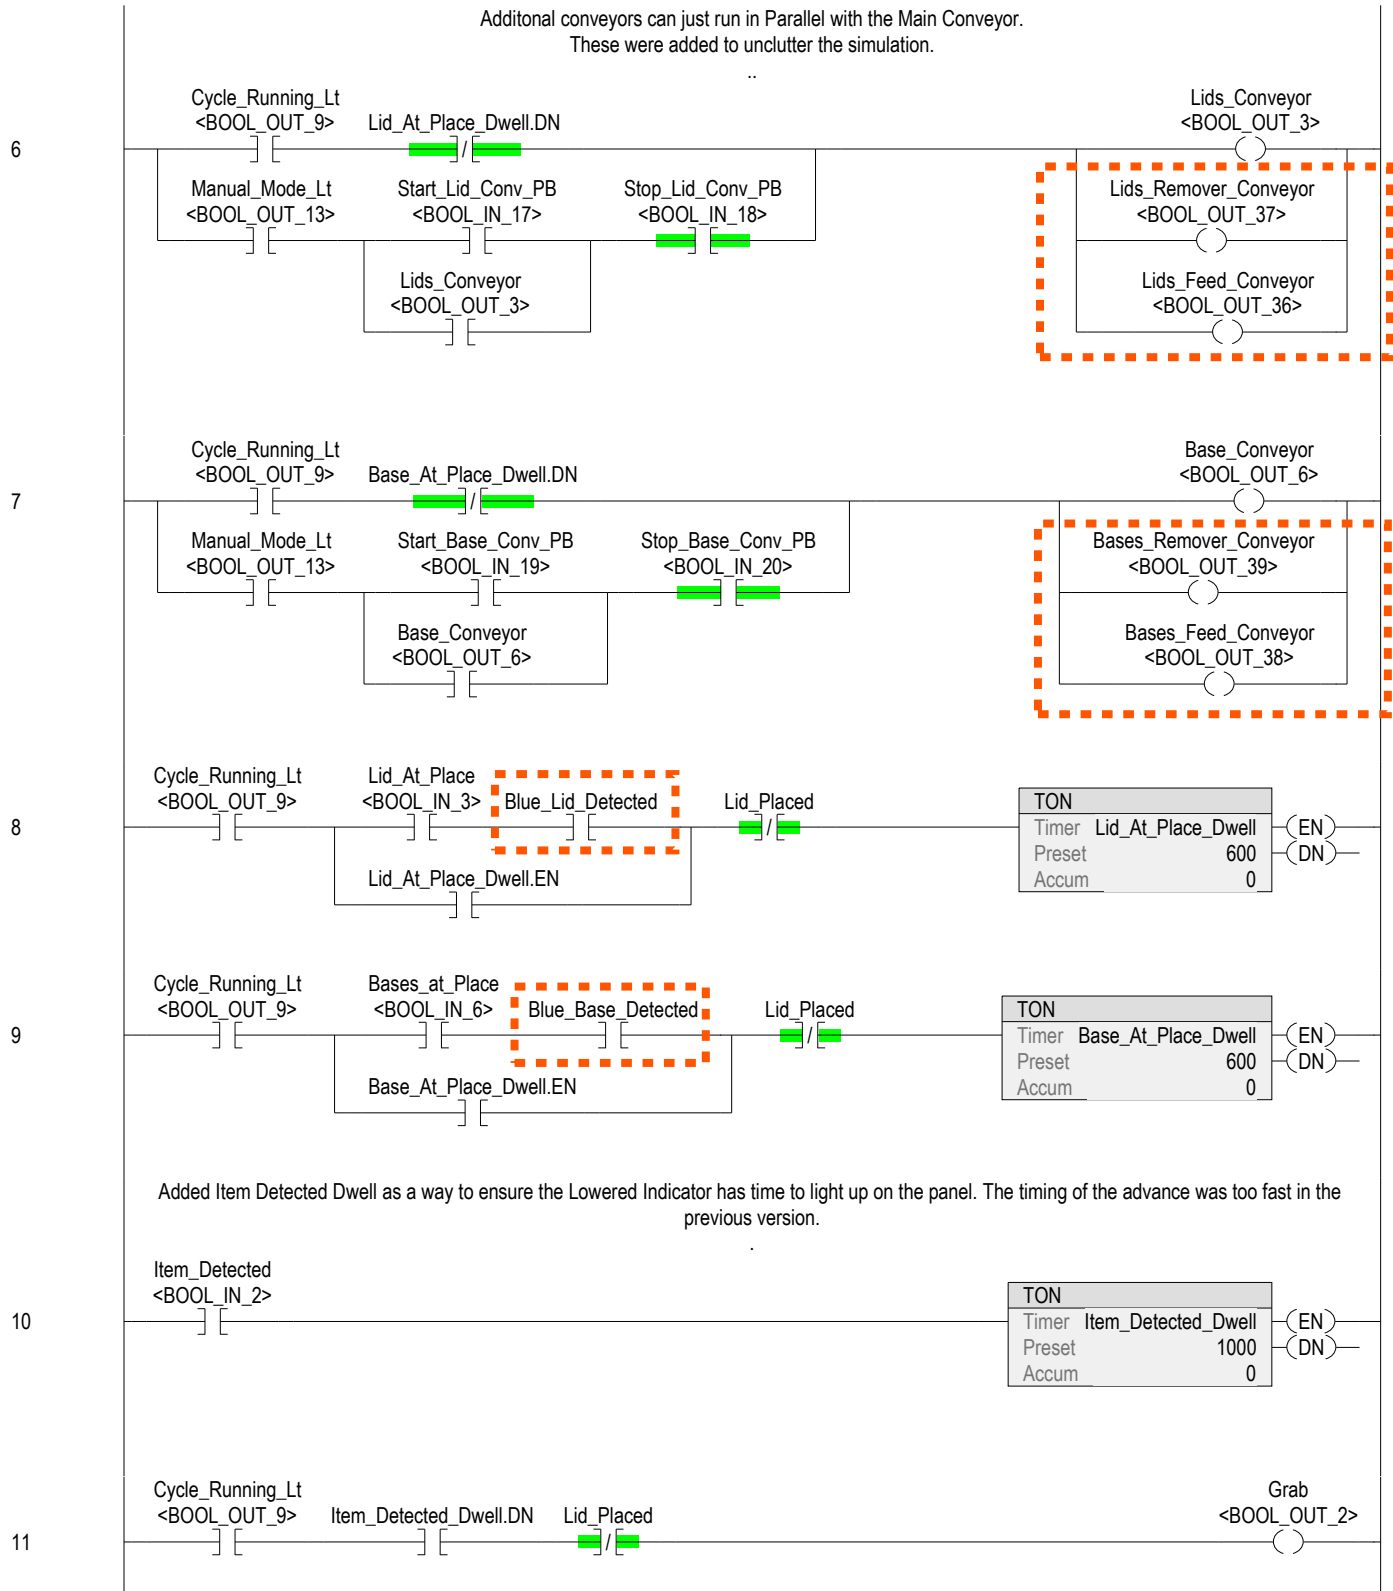 Additonal conveyors can just run in Parallel with the Main Conveyor.
These were added to unclutter the simulation.
..
6
Cycle_Running_Lt
<BOOL_OUT_9>
Lid_At_Place_Dwell.DN
Lids_Conveyor
<BOOL_OUT_3>
Manual_Mode_Lt
<BOOL_OUT_13>
Start_Lid_Conv_PB
<BOOL_IN_17>
Stop_Lid_Conv_PB
<BOOL_IN_18>
Lids_Remover_Conveyor
<BOOL_OUT_37>
Lids_Conveyor
<BOOL_OUT_3>
Lids_Feed_Conveyor
<BOOL_OUT_36>
7
Cycle_Running_Lt
<BOOL_OUT_9>
Base_At_Place_Dwell.DN
Base_Conveyor
<BOOL_OUT_6>
Manual_Mode_Lt
<BOOL_OUT_13>
Start_Base_Conv_PB
<BOOL_IN_19>
Stop_Base_Conv_PB
<BOOL_IN_20>
Bases_Remover_Conveyor
<BOOL_OUT_39>
Base_Conveyor
<BOOL_OUT_6>
Bases_Feed_Conveyor
<BOOL_OUT_38>
8
Cycle_Running_Lt
<BOOL_OUT_9>
Lid_At_Place
<BOOL_IN_3>
Blue_Lid_Detected
Lid_Placed
Lid_At_Place_Dwell.EN
TON
Timer Lid_At_Place_Dwell
Preset 600
Accum 0
EN
DN
9
Cycle_Running_Lt
<BOOL_OUT_9>
Bases_at_Place
<BOOL_IN_6>
Blue_Base_Detected
Lid_Placed
Base_At_Place_Dwell.EN
TON
Timer Base_At_Place_Dwell
Preset 600
Accum 0
EN
DN
Added Item Detected Dwell as a way to ensure the Lowered Indicator has time to light up on the panel. The timing of the advance was too fast in the
previous version.
.
10
Item_Detected
<BOOL_IN_2>
TON
Timer Item_Detected_Dwell
Preset 1000
Accum 0
EN
DN
11
Cycle_Running_Lt
<BOOL_OUT_9>
Item_Detected_Dwell.DN
Lid_Placed
Grab
<BOOL_OUT_2>